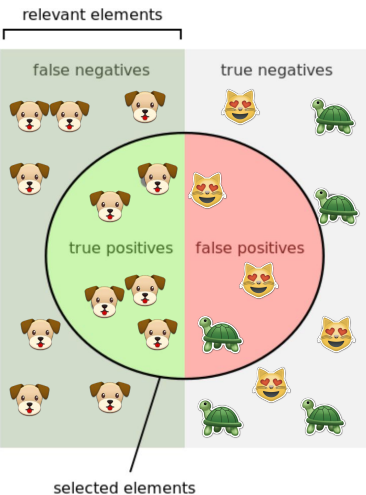 relevant elements
false negatives
true negatives
true positives
false positives
selected elements